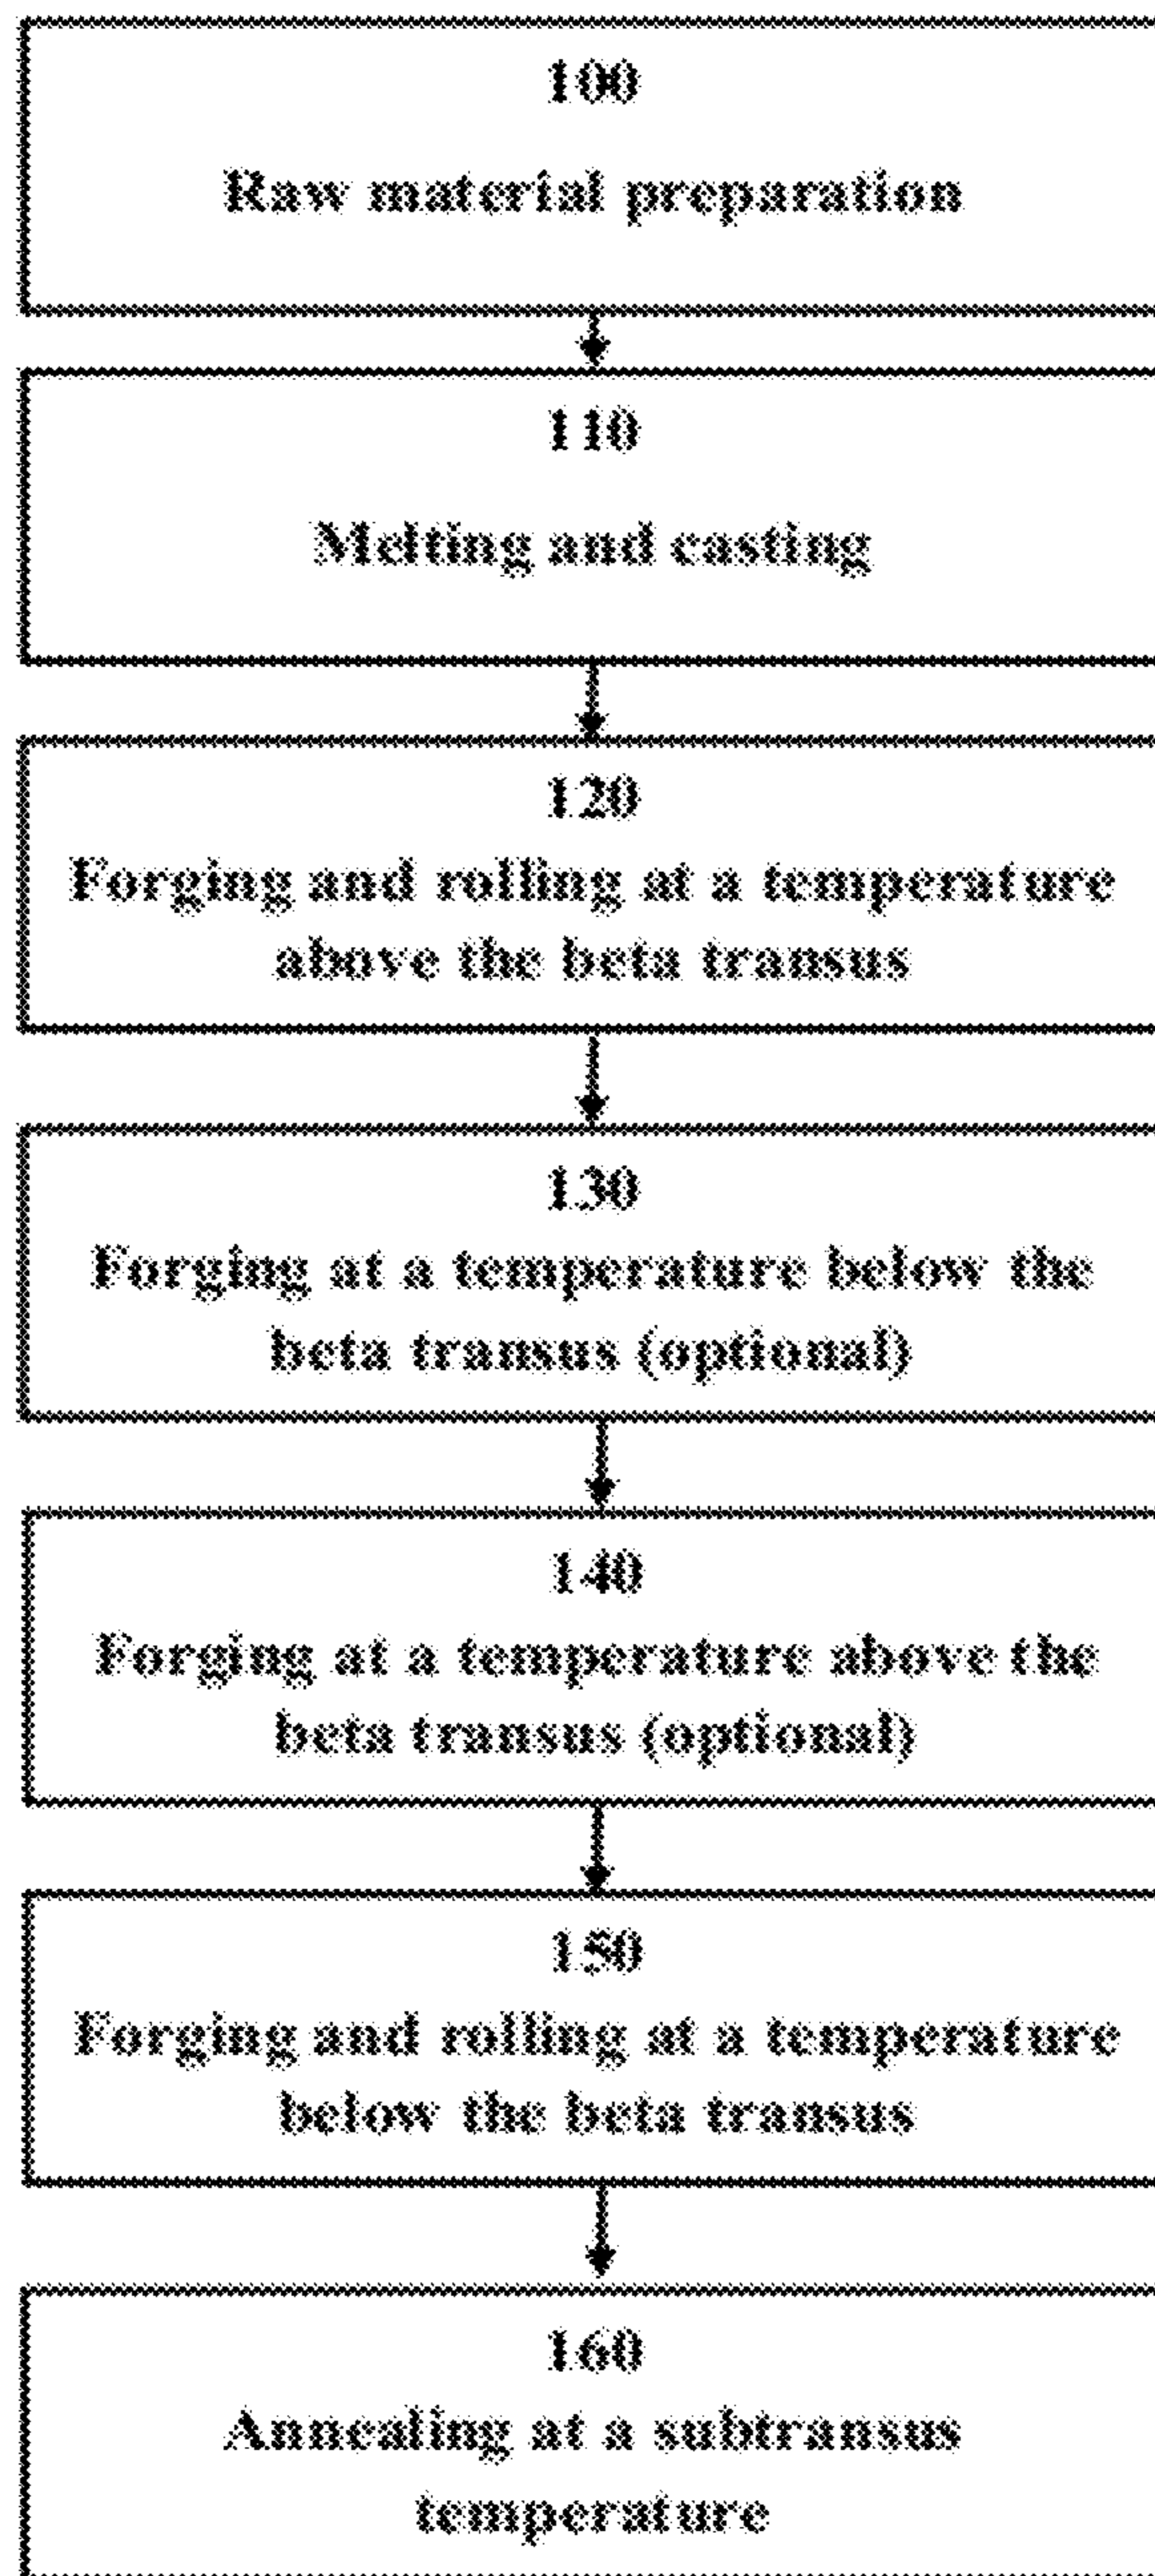 100
Raw material preparation
110
Melting and casting
120
Forging and rolling at a temperature
above the beta transus
130
Forging at a temperature below the
beta transus (optional)
140
Forging at a temperature above the
beta transus (optional)
150
Forging and rolling at a temperature
below the beta transus
160
Annealing at a subtransus
temperature